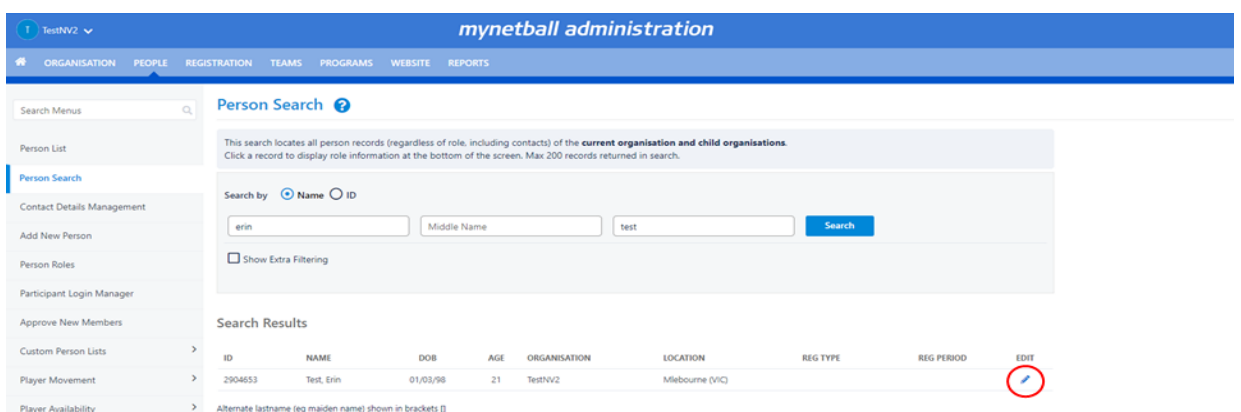 T TestNV2
mynetball administration
ORGANISATION PEOPLE REGISTRATION TEAMS PROGRAMS WEBSITE REPORTS
Search Menus
Person List
Person Search
Contact Details Management
Add New Person
Person Roles
Participant Login Manager
Approve New Members
Custom Person Lists
Player Movement
Player Availability
Person Search ?
This search locates all person records (regardless of role, including contacts) of the current organisation and child organisations.
Click a record to display role information at the bottom of the screen. Max 200 records returned in search.
Search by Name ID
erin Middle Name test Search
Show Extra Filtering
Search Results
ID NAME DOB AGE ORGANISATION LOCATION REG TYPE REG PERIOD EDIT
2904653 Test, Erin 01/03/98 21 TestNV2 Mlebourne (VIC)
Alternate lastname (eg maiden name) shown in brackets []